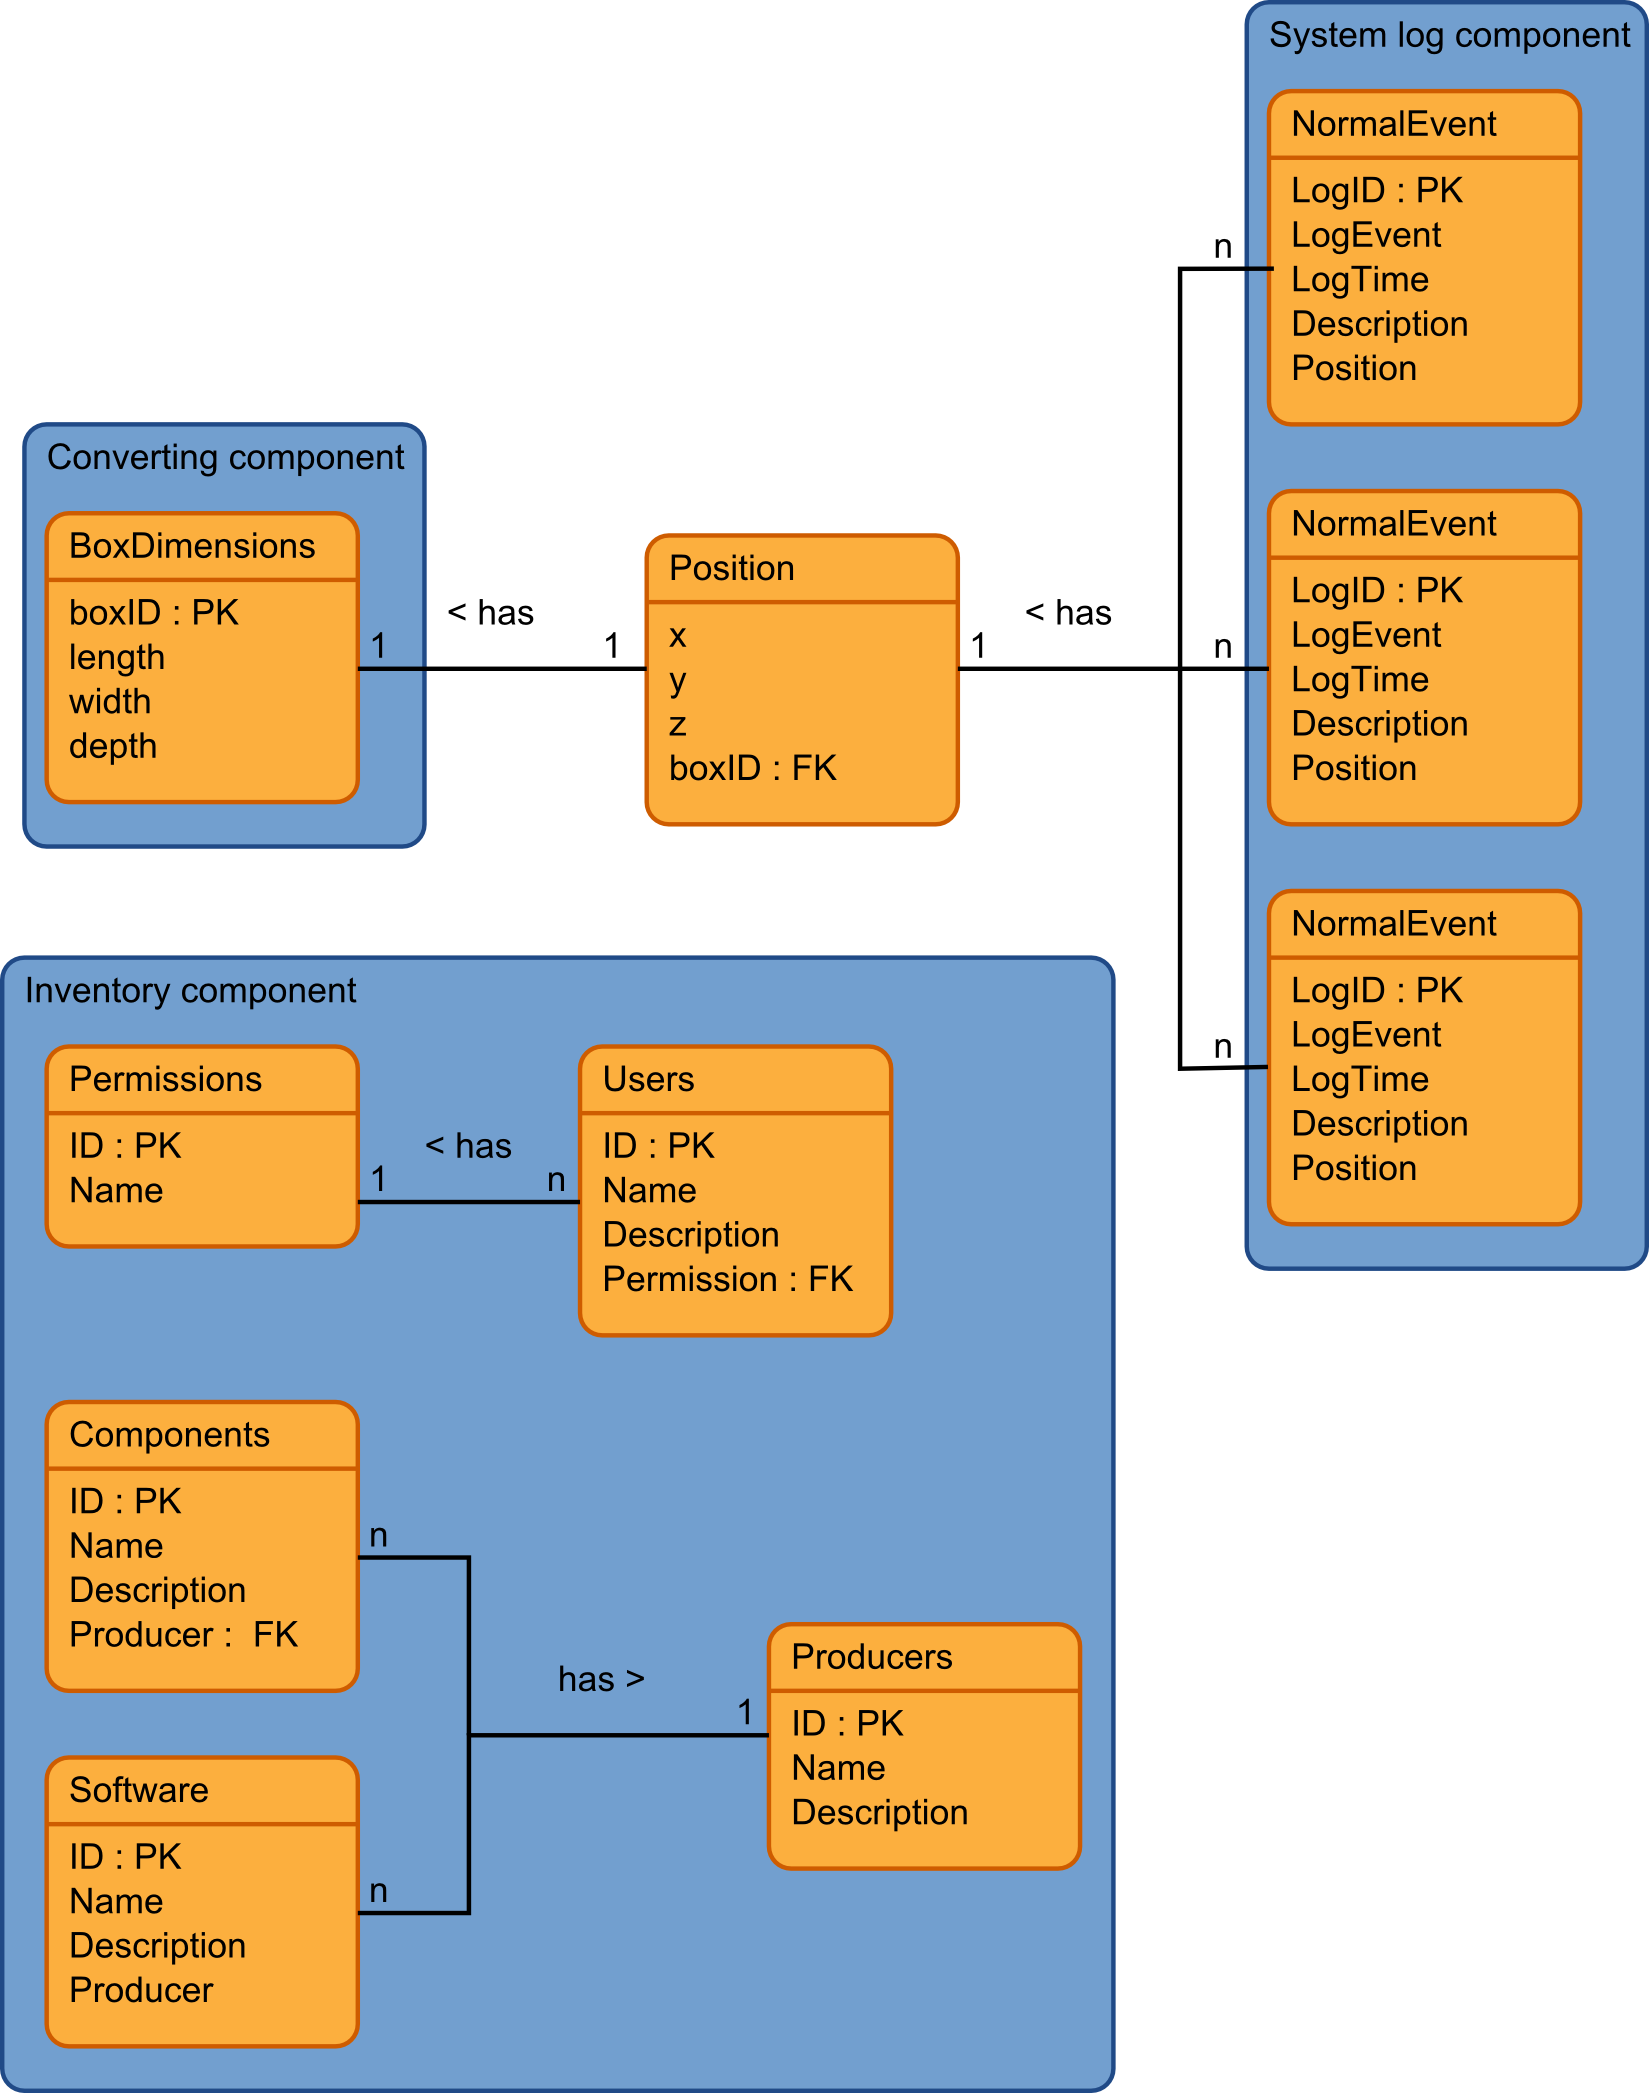 System log component
NormalEvent
LogID : PK
LogEvent
LogTime
Description
Position
n
NormalEvent
LogID : PK
LogEvent
LogTime
Description
Position
n
NormalEvent
LogID : PK
LogEvent
LogTime
Description
Position
n
Converting component
BoxDimensions
boxID : PK
length
width
depth
1
< has
1
Position
x
y
z
boxID : FK
1
< has
Inventory component
Permissions
ID : PK
Name
1
< has
n
Users
ID : PK
Name
Description
Permission : FK
Components
ID : PK
Name
Description
Producer :  FK
n
has >
1
Producers
ID : PK
Name
Description
Software
ID : PK
Name
Description
Producer
n